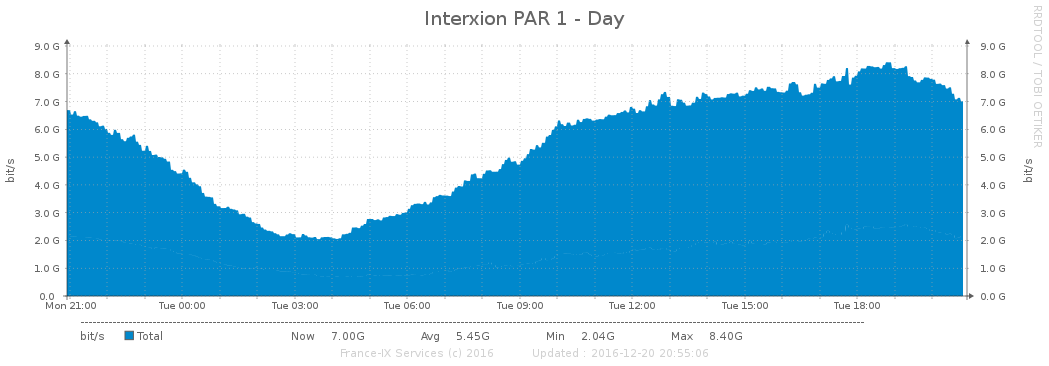 Interxion PAR 1 - Day
RRDTOOL / TOBI OETIKER
bit/s
9.0 G 9.0 G
8.0 G 8.0 G
7.0 G 7.0 G
6.0 G 6.0 G
5.0 G 5.0 G
4.0 G 4.0 G
3.0 G 3.0 G
2.0 G 2.0 G
1.0 G 1.0 G
0.0 0.0 G
bit/s
Mon 21:00 Tue 00:00 Tue 03:00 Tue 06:00 Tue 09:00 Tue 12:00 Tue 15:00 Tue 18:00
bit/s Total Now 7.00G Avg 5.45G Min 2.04G Max 8.40G
France-IX Services (c) 2016 Updated : 2016-12-20 20:55:06